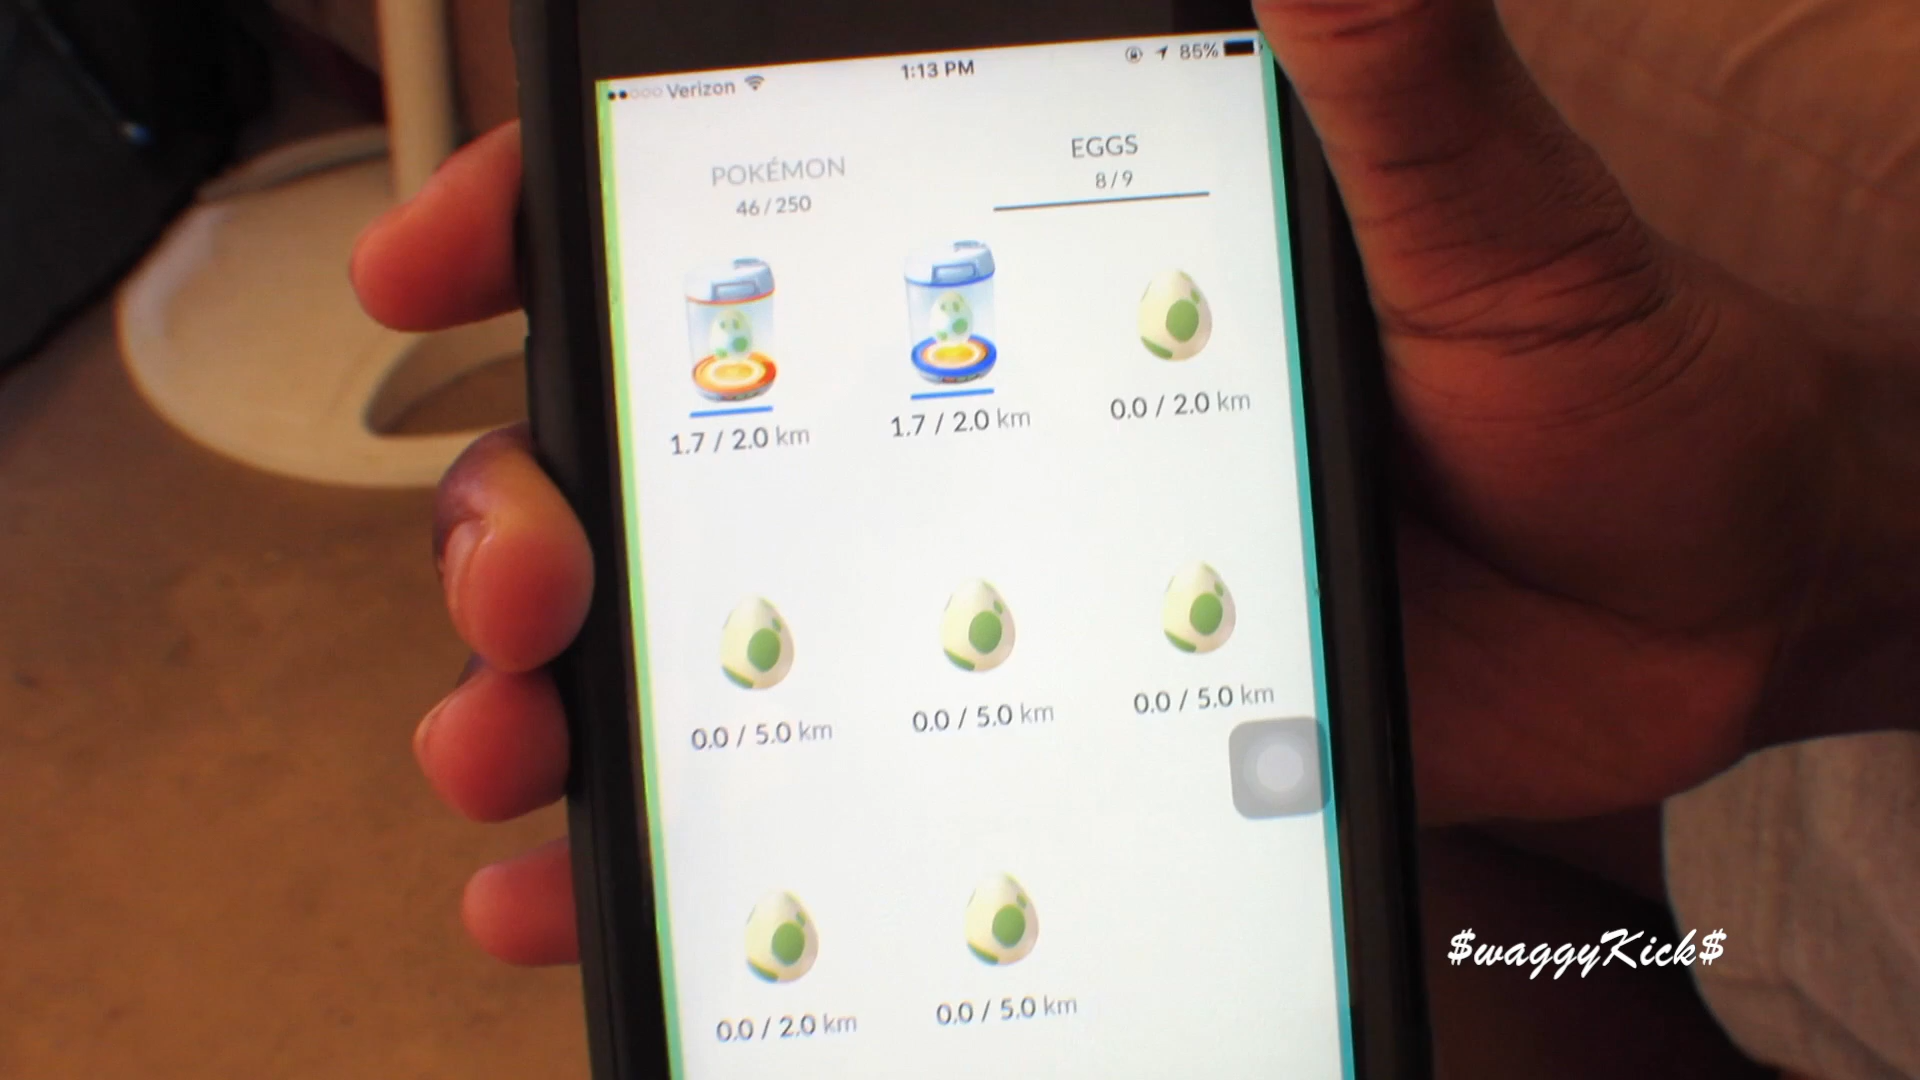 Verizon 1:13 PM 85%
POKÉMON EGGS
46/250 8/9
1.7 / 2.0 km 1.7 / 2.0 km 0.0 / 2.0 km
0.0 / 5.0 km 0.0 / 5.0 km 0.0 / 5.0 km
0.0 / 2.0 km 0.0 / 5.0 km
$waggyKick$